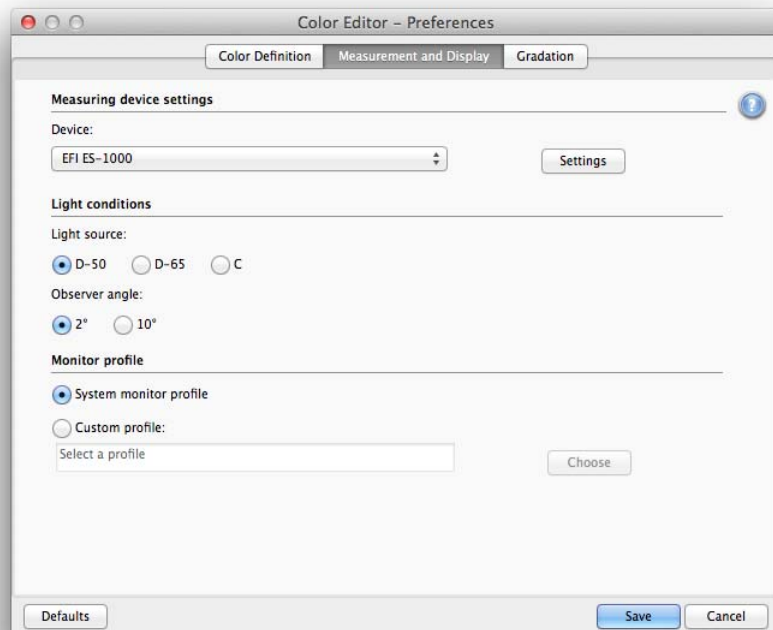 Color Editor – Preferences
Color Definition Measurement and Display Gradation
Measuring device settings
?
Device:
EFI ES-1000
Settings
Light conditions
Light source:
D-50 D-65 C
Observer angle:
2° 10°
Monitor profile
System monitor profile
Custom profile:
Select a profile
Choose
Defaults Save Cancel